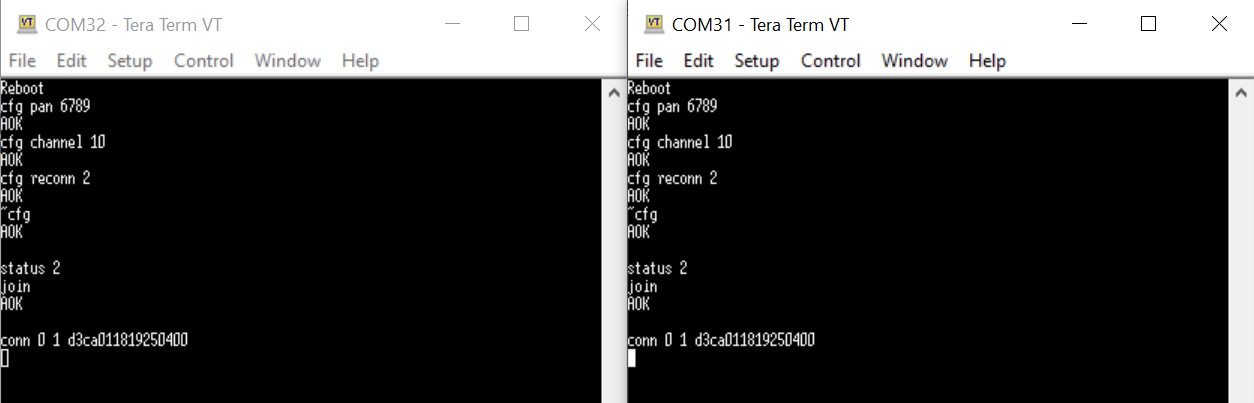 COM32 - Tera Term VT
File Edit Setup Control Window Help
Reboot
cfg pan 6789
AOK
cfg channel 10
AOK
cfg reconn 2
AOK
~cfg
AOK
status 2
join
AOK
conn 0 1 d3ca011819250400
COM31 - Tera Term VT
File Edit Setup Control Window Help
Reboot
cfg pan 6789
AOK
cfg channel 10
AOK
cfg reconn 2
AOK
~cfg
AOK
status 2
join
AOK
conn 0 1 d3ca011819250400